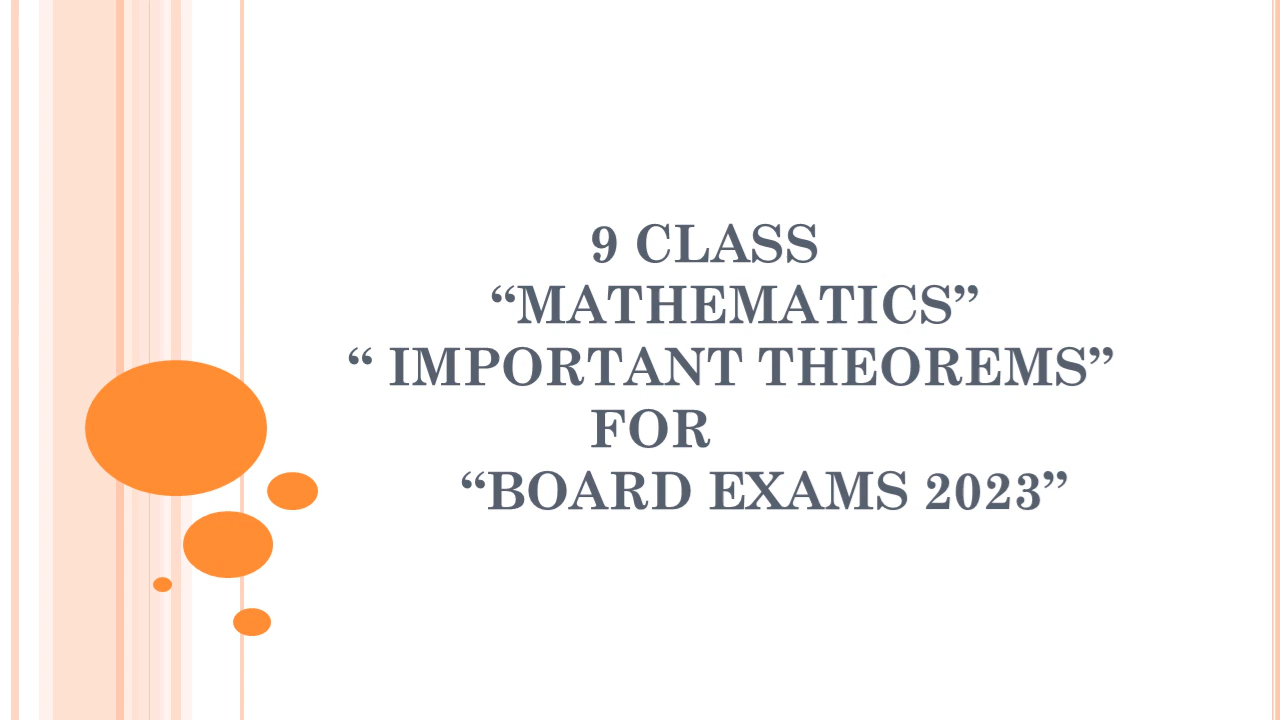 9 CLASS
“MATHEMATICS”
“ IMPORTANT THEOREMS”
FOR
“BOARD EXAMS 2023”